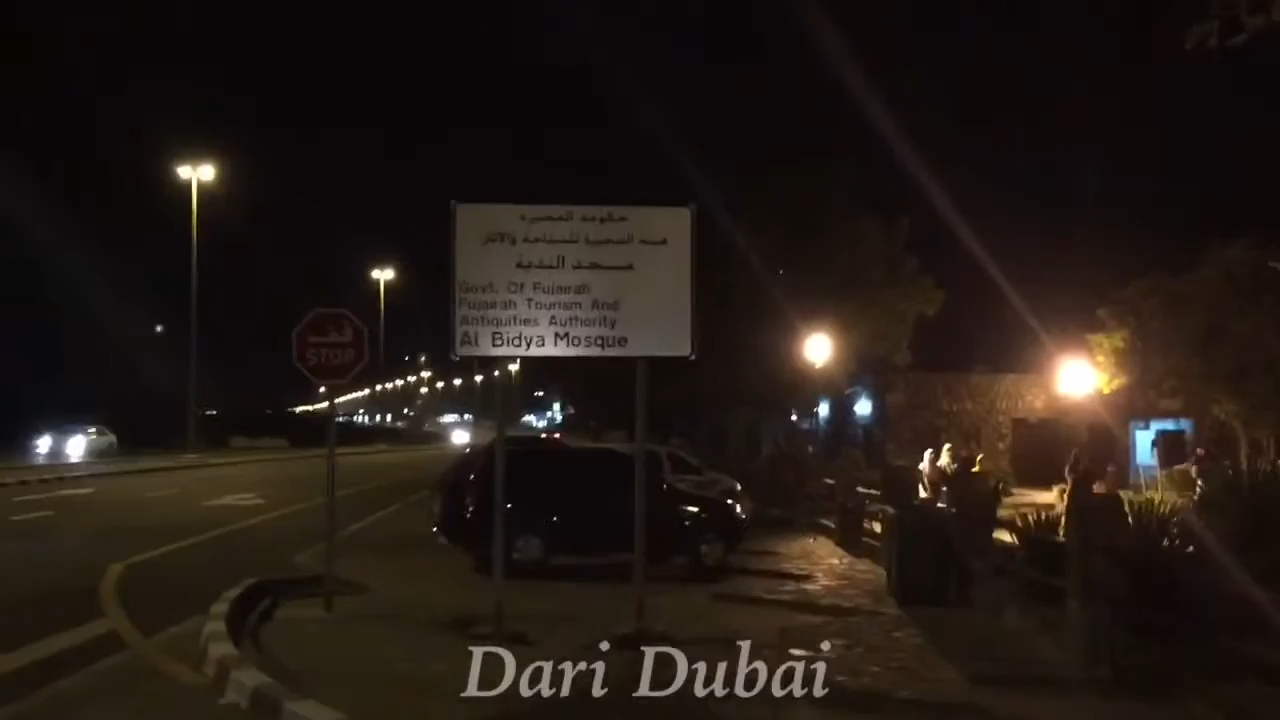 حكومة الفجيرة
هيئة الفجيرة للسياحة والآثار
مسجد البدية
Govt. Of Fujairah
Fujairah Tourism And
Antiquities Authority
Al Bidya Mosque
قف
STOP
Dari Dubai